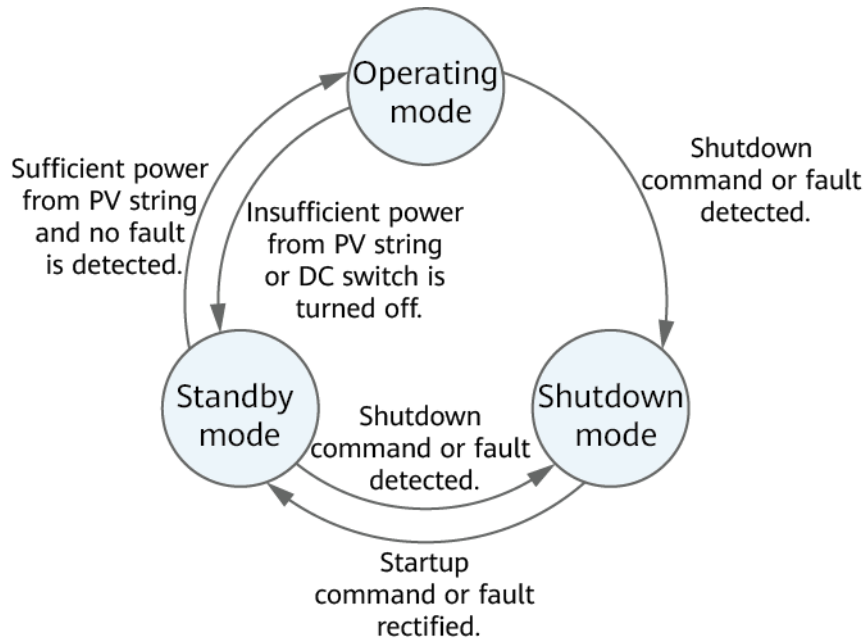 Operating
mode
Shutdown
command or fault
detected.
Sufficient power
from PV string
and no fault
is detected.
Insufficient power
from PV string
or DC switch is
turned off.
Standby
mode
Shutdown
command or fault
detected.
Shutdown
mode
Startup
command or fault
rectified.